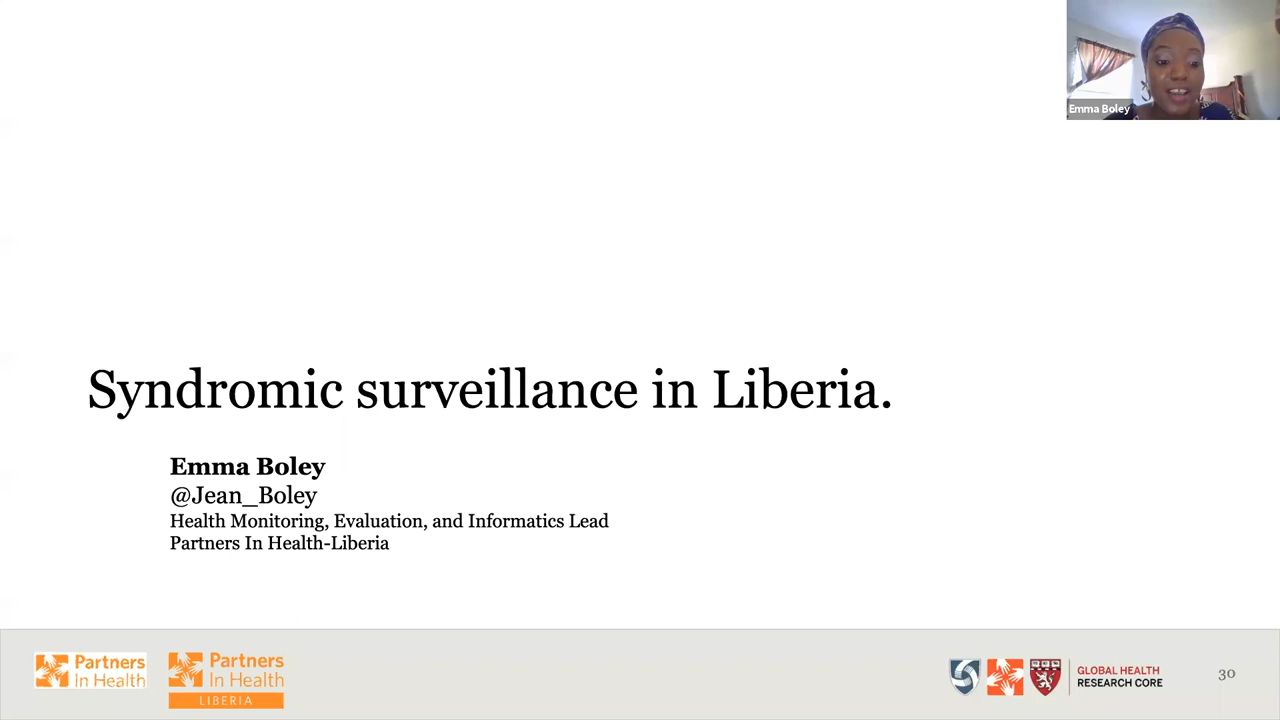 Emma Boley
Syndromic surveillance in Liberia.
Emma Boley
@Jean_Boley
Health Monitoring, Evaluation, and Informatics Lead
Partners In Health-Liberia
Partners
In Health
Partners
In Health
LIBERIA
GLOBAL HEALTH
RESEARCH CORE
30